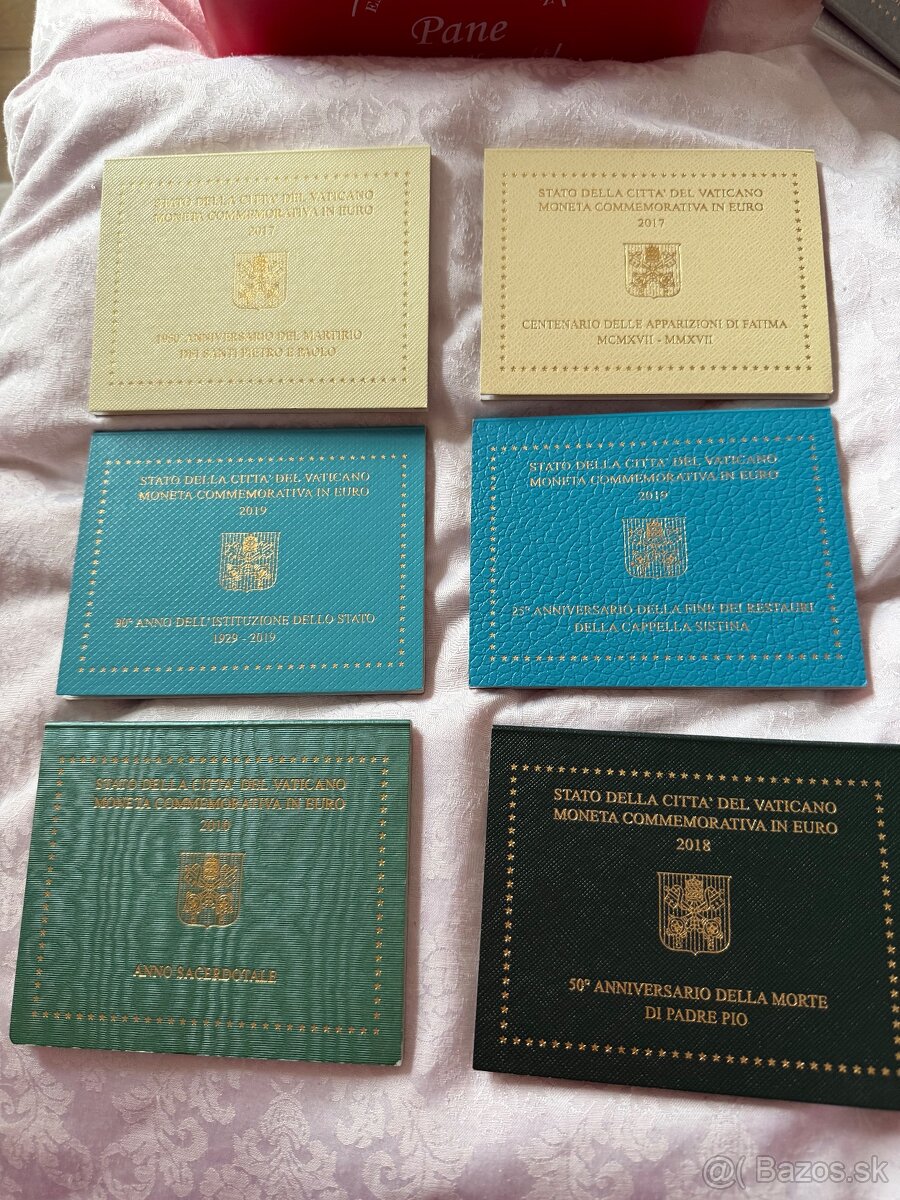 Pane
STATO DELLA CITTA' DEL VATICANO
MONETA COMMEMORATIVA IN EURO
2017
1950° ANNIVERSARIO DEL MARTIRIO
DEI SANTI PIETRO E PAOLO
STATO DELLA CITTA' DEL VATICANO
MONETA COMMEMORATIVA IN EURO
2017
CENTENARIO DELLE APPARIZIONI DI FATIMA
MCMXVII - MMXVII
STATO DELLA CITTA' DEL VATICANO
MONETA COMMEMORATIVA IN EURO
2019
90° ANNO DELL'ISTITUZIONE DELLO STATO
1929 - 2019
STATO DELLA CITTA' DEL VATICANO
MONETA COMMEMORATIVA IN EURO
2019
25° ANNIVERSARIO DELLA FINE DEI RESTAURI
DELLA CAPPELLA SISTINA
STATO DELLA CITTA' DEL VATICANO
MONETA COMMEMORATIVA IN EURO
2010
ANNO SACERDOTALE
STATO DELLA CITTA' DEL VATICANO
MONETA COMMEMORATIVA IN EURO
2018
50° ANNIVERSARIO DELLA MORTE
DI PADRE PIO
@( Bazos.sk